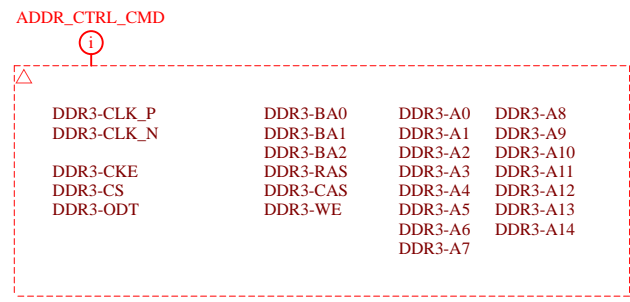 ADDR_CTRL_CMD
i
DDR3-CLK_P DDR3-BA0 DDR3-A0 DDR3-A8
DDR3-CLK_N DDR3-BA1 DDR3-A1 DDR3-A9
DDR3-BA2 DDR3-A2 DDR3-A10
DDR3-CKE DDR3-RAS DDR3-A3 DDR3-A11
DDR3-CS DDR3-CAS DDR3-A4 DDR3-A12
DDR3-ODT DDR3-WE DDR3-A5 DDR3-A13
DDR3-A6 DDR3-A14
DDR3-A7